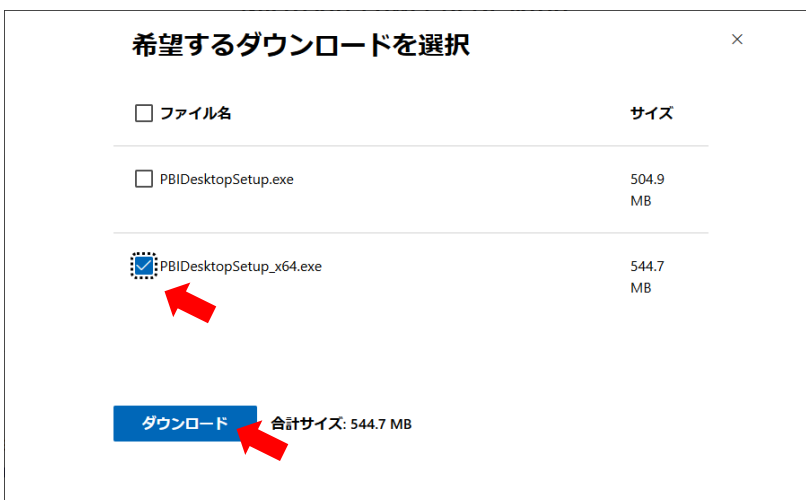 希望するダウンロードを選択
ファイル名 サイズ
PBIDesktopSetup.exe 504.9
MB
PBIDesktopSetup_x64.exe 544.7
MB
ダウンロード 合計サイズ: 544.7 MB